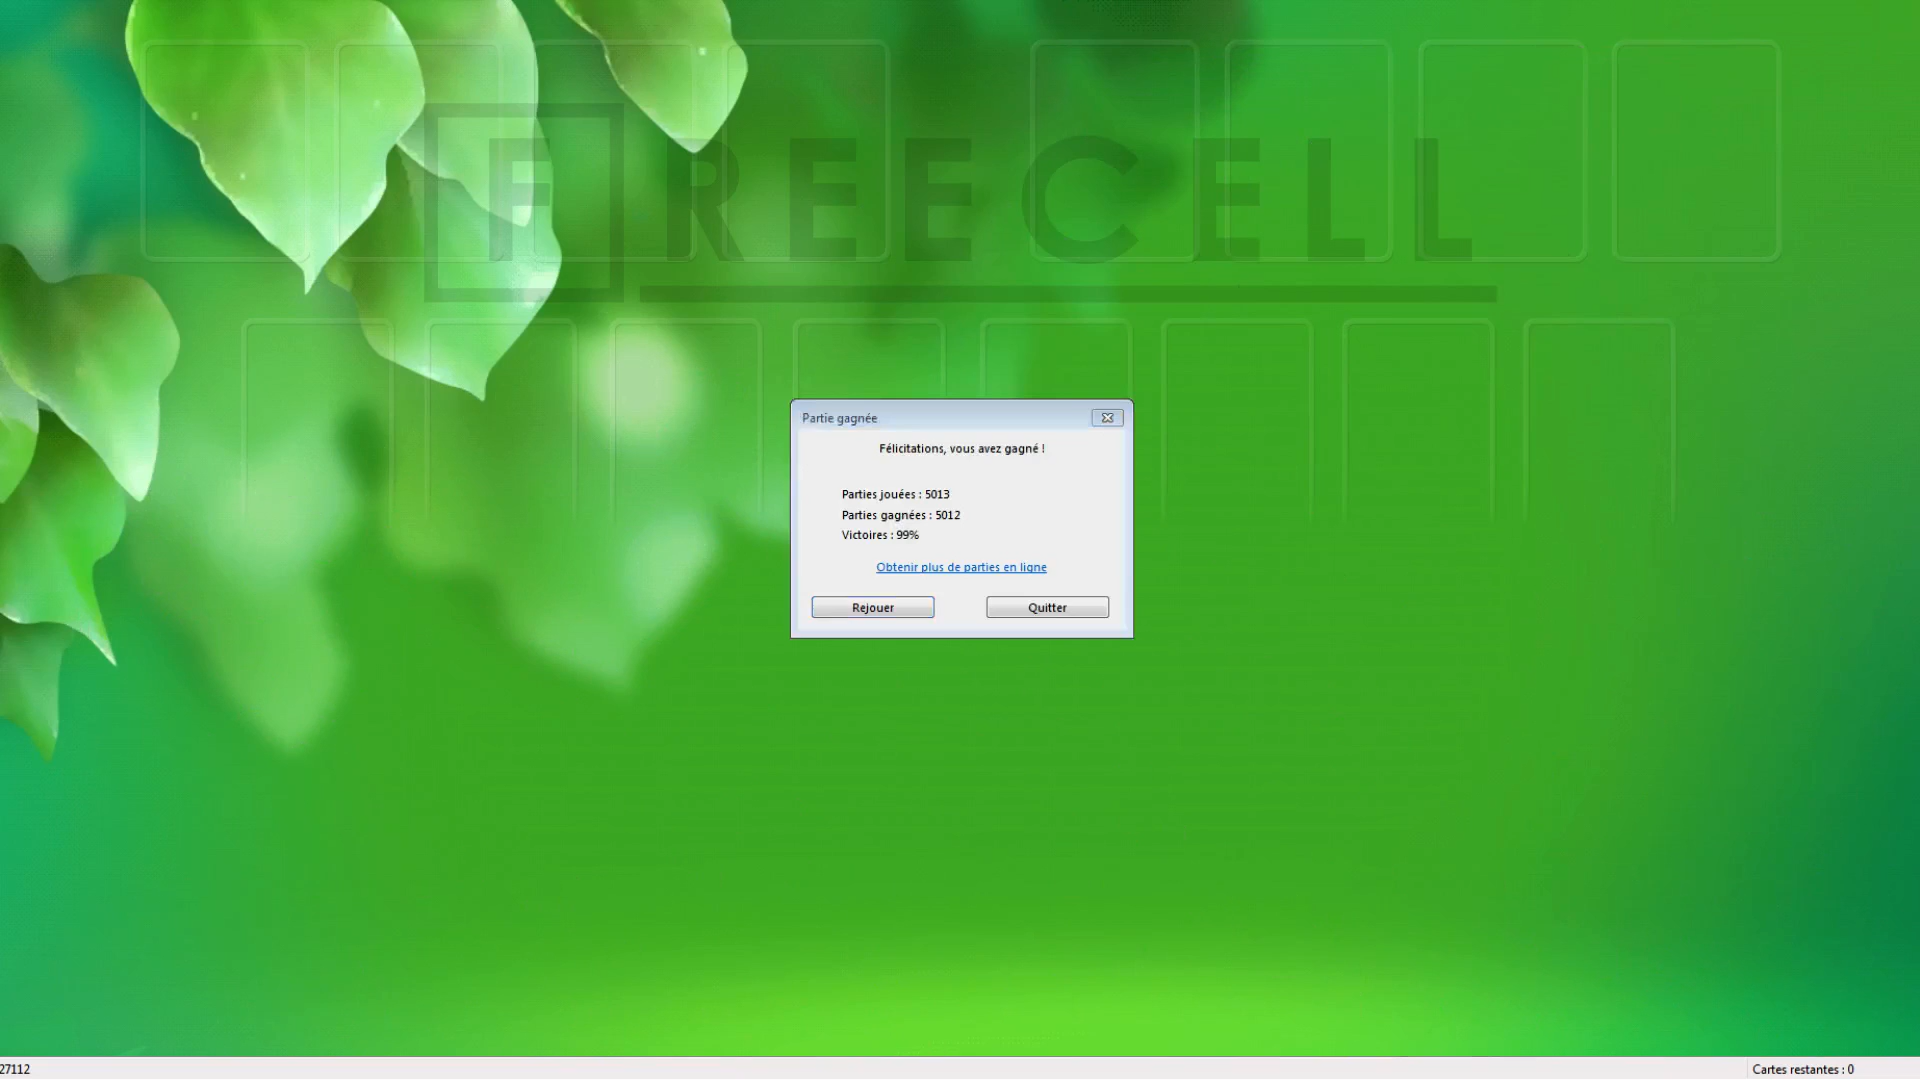 FREECELL
Partie gagnée
Félicitations, vous avez gagné !
Parties jouées : 5013
Parties gagnées : 5012
Victoires : 99%
Obtenir plus de parties en ligne
Rejouer
Quitter
27112
Cartes restantes : 0